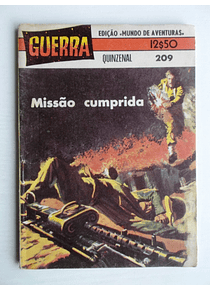 GUERRA
EDIÇÃO «MUNDO DE AVENTURAS»
12$50
QUINZENAL 209
Missão cumprida